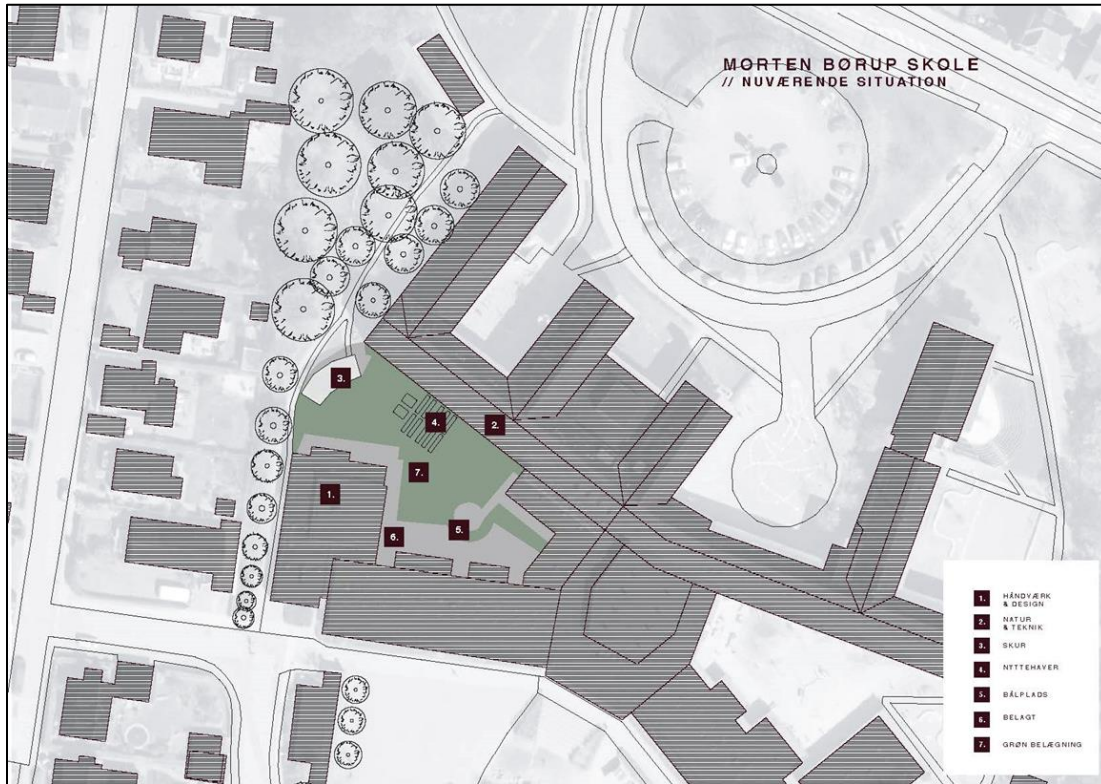 MORTEN BØRUP SKOLE
// NUVÆRENDE SITUATION
3.
4.
2.
7.
1.
5.
6.
1. HÅNDVÆRK
& DESIGN
2. NATUR
& TEKNIK
3. SKUR
4. NYTTEHAVER
5. BÅLPLADS
6. BELAGT
7. GRØN BELÆGNING